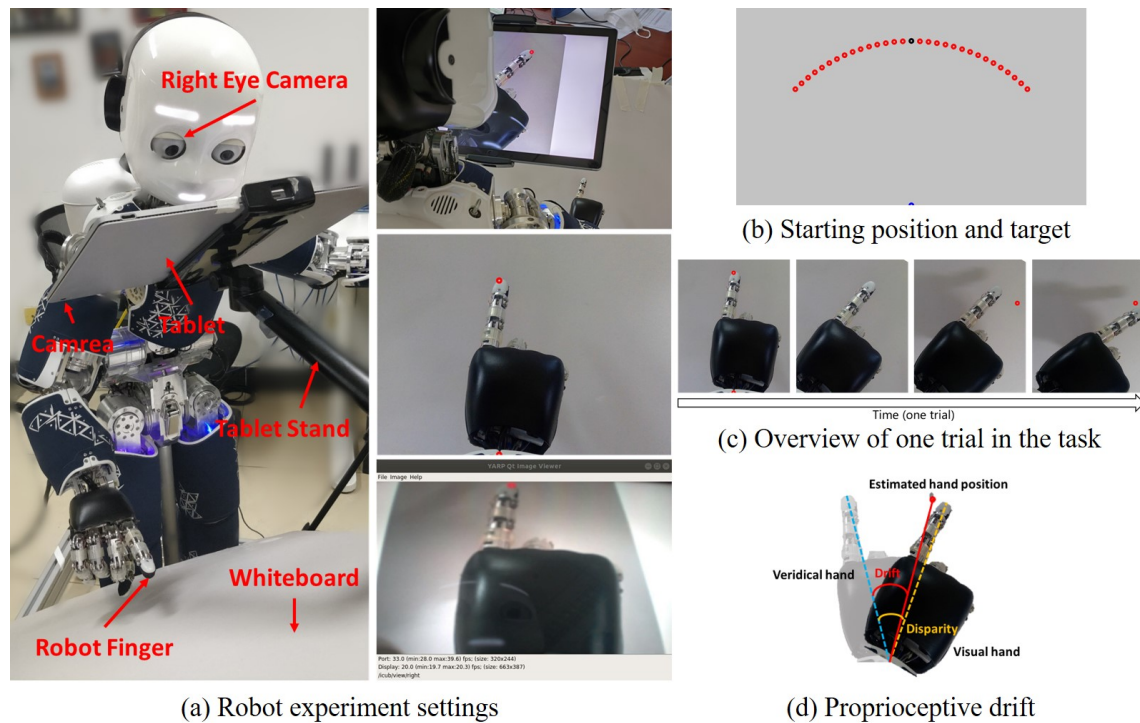 Right Eye Camera
Tablet
Camrea
Tablet Stand
Whiteboard
Robot Finger
YARP Qt Image Viewer
File Image Help
Port: 33.0 (min:28.0 max:39.6) fps; (size: 320x244)
Display: 20.0 (min:19.7 max:20.3) fps; (size: 663x387)
/icub/view/right
(a) Robot experiment settings
(b) Starting position and target
Time (one trial)
(c) Overview of one trial in the task
Estimated hand position
Veridical hand
Drift
Disparity
Visual hand
(d) Proprioceptive drift